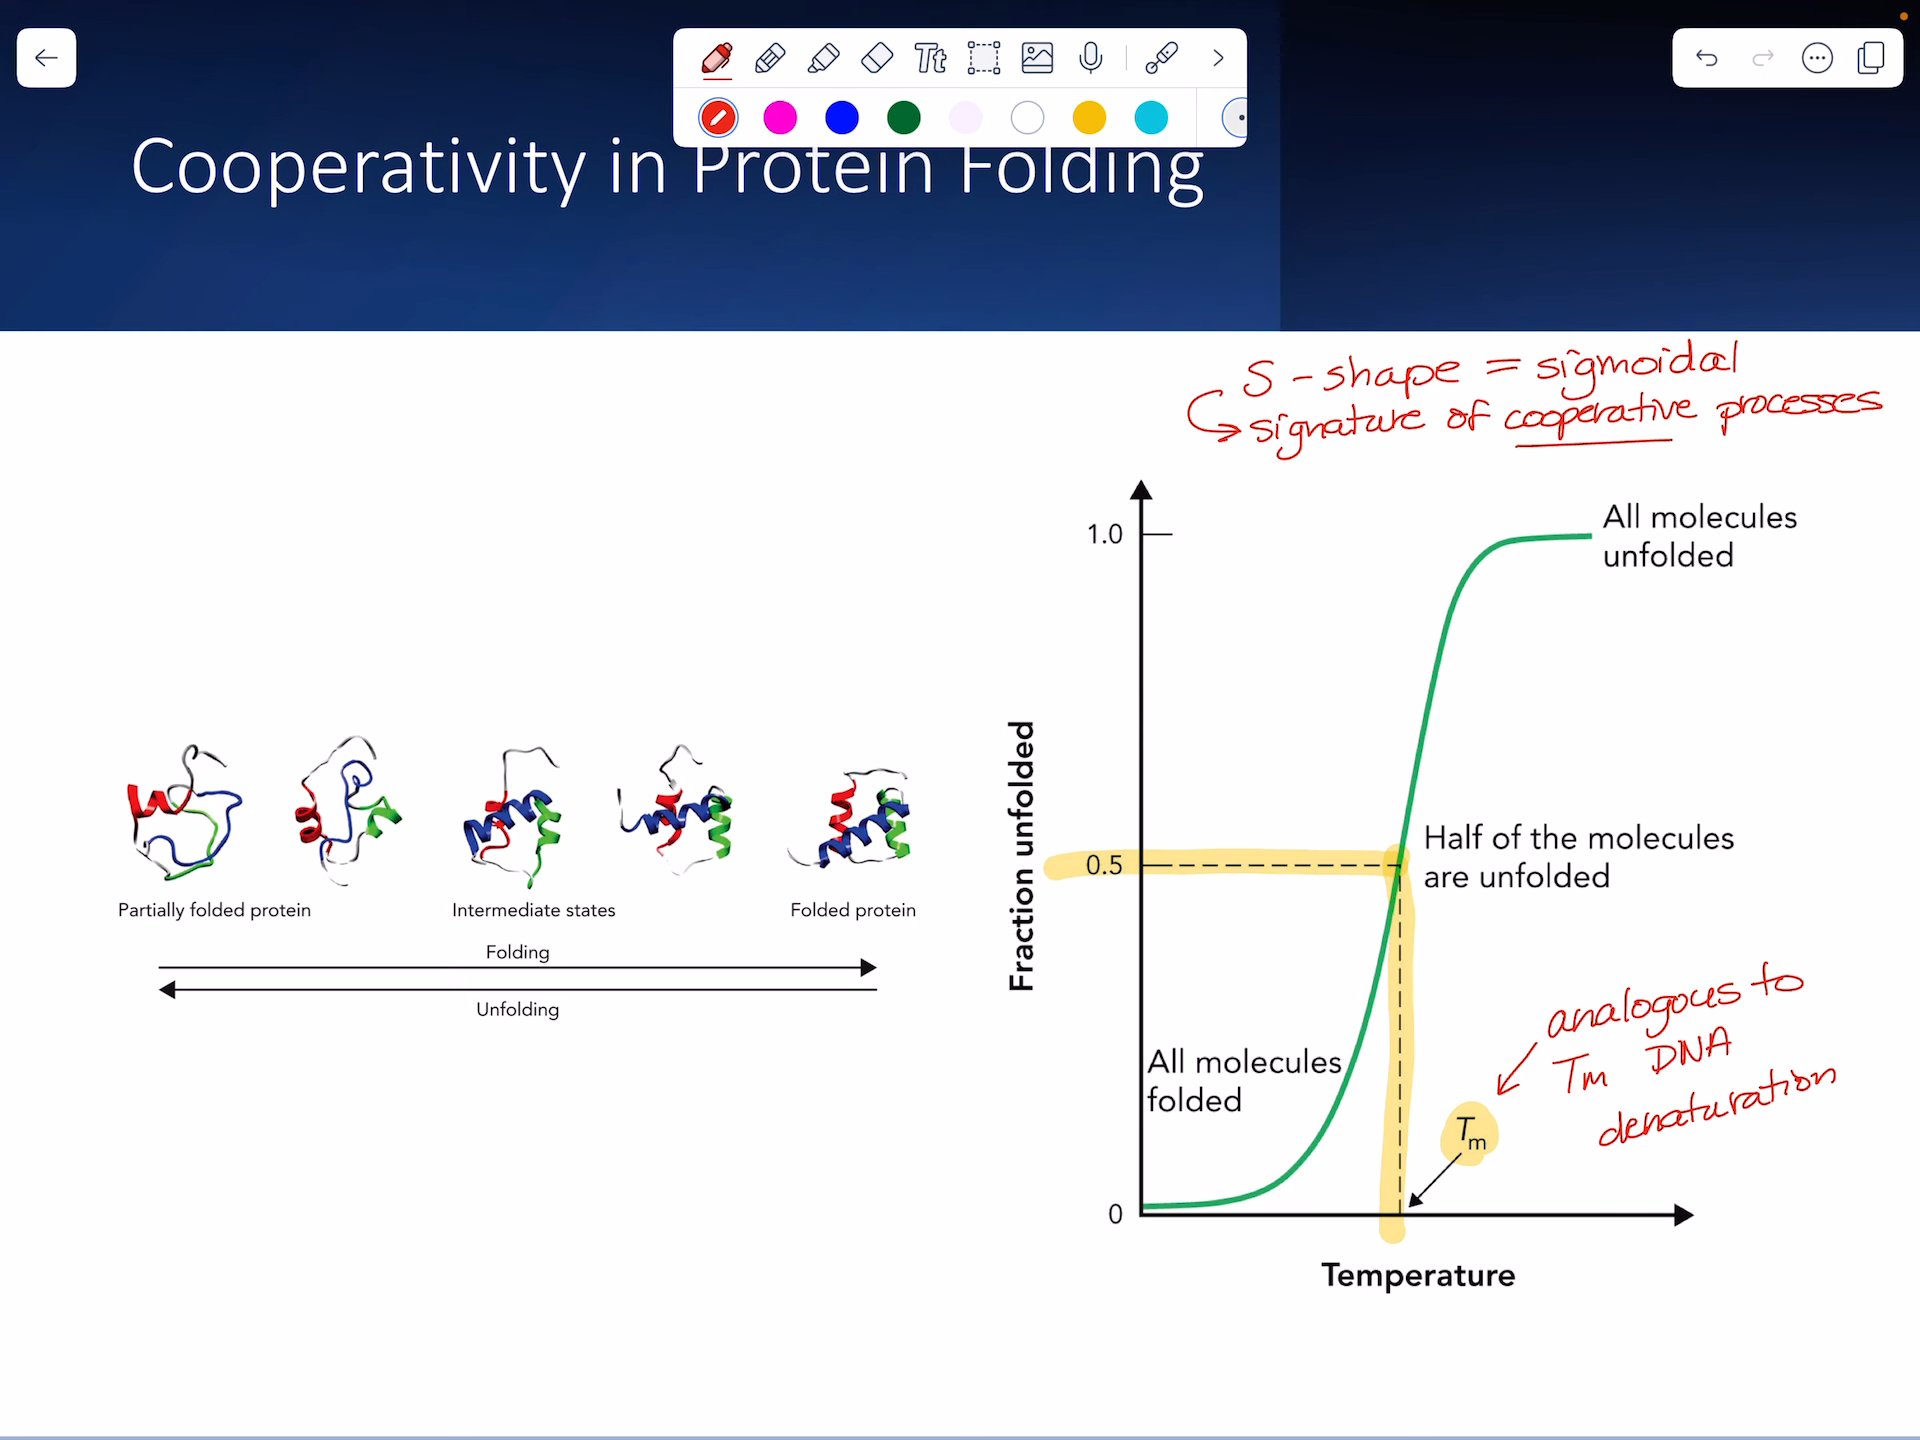 Tt
Cooperativity in Protein Folding
S-shape = sigmoidal
signature of cooperative processes
1.0
All molecules
unfolded
Fraction unfolded
0.5
Half of the molecules
are unfolded
Partially folded protein
Intermediate states
Folded protein
Folding
Unfolding
analogous to
Tm DNA
denaturation
All molecules
folded
Tm
0
Temperature